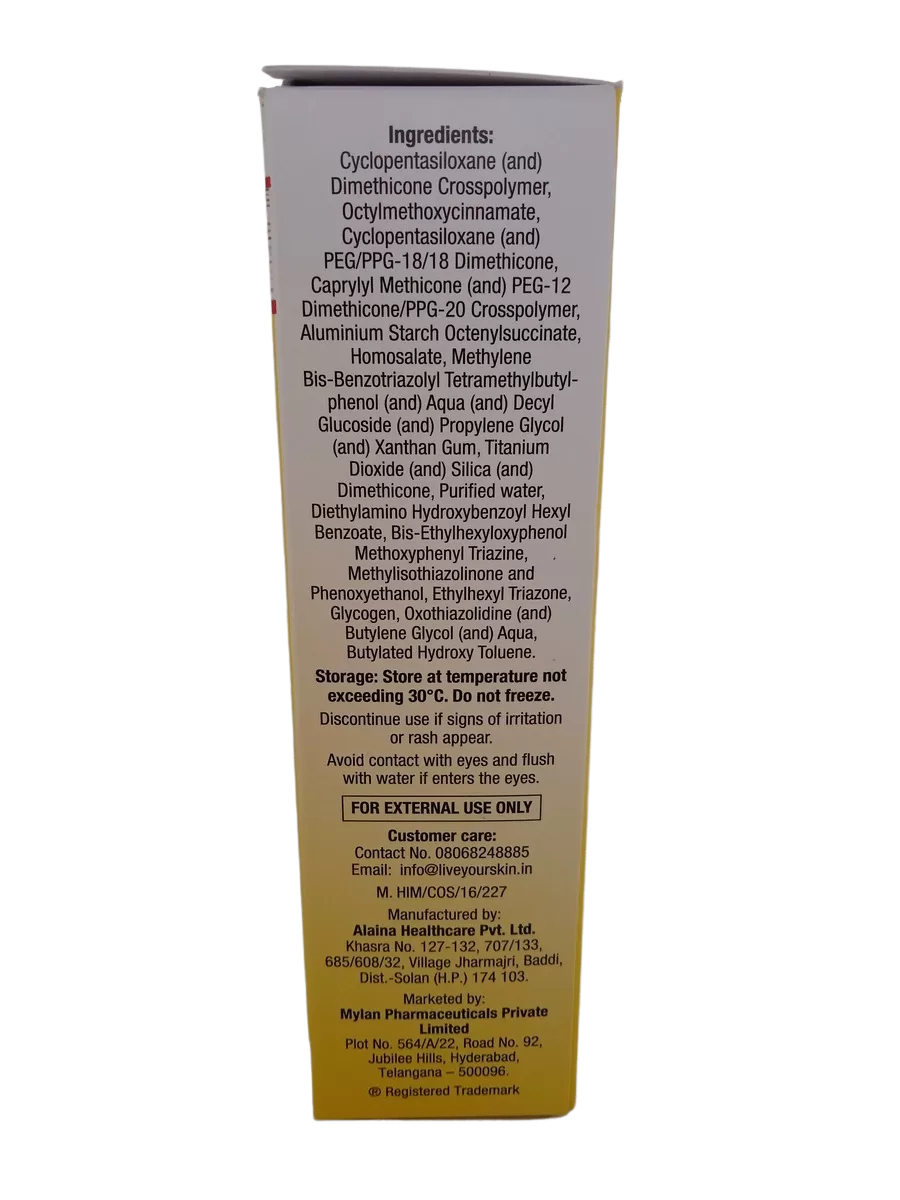 Ingredients:
Cyclopentasiloxane (and)
Dimethicone Crosspolymer,
Octylmethoxycinnamate,
Cyclopentasiloxane (and)
PEG/PPG-18/18 Dimethicone,
Caprylyl Methicone (and) PEG-12
Dimethicone/PPG-20 Crosspolymer,
Aluminium Starch Octenylsuccinate,
Homosalate, Methylene
Bis-Benzotriazolyl Tetramethylbutyl-
phenol (and) Aqua (and) Decyl
Glucoside (and) Propylene Glycol
(and) Xanthan Gum, Titanium
Dioxide (and) Silica (and)
Dimethicone, Purified water,
Diethylamino Hydroxybenzoyl Hexyl
Benzoate, Bis-Ethylhexyloxyphenol
Methoxyphenyl Triazine,
Methylisothiazolinone and
Phenoxyethanol, Ethylhexyl Triazone,
Glycogen, Oxothiazolidine (and)
Butylene Glycol (and) Aqua,
Butylated Hydroxy Toluene.
Storage: Store at temperature not
exceeding 30°C. Do not freeze.
Discontinue use if signs of irritation
or rash appear.
Avoid contact with eyes and flush
with water if enters the eyes.
FOR EXTERNAL USE ONLY
Customer care:
Contact No. 08068248885
Email: info@liveyourskin.in
M. HIM/COS/16/227
Manufactured by:
Alaina Healthcare Pvt. Ltd.
Khasra No. 127-132, 707/133,
685/608/32, Village Jharmajri, Baddi,
Dist.-Solan (H.P.) 174 103.
Marketed by:
Mylan Pharmaceuticals Private
Limited
Plot No. 564/A/22, Road No. 92,
Jubilee Hills, Hyderabad,
Telangana – 500096.
® Registered Trademark